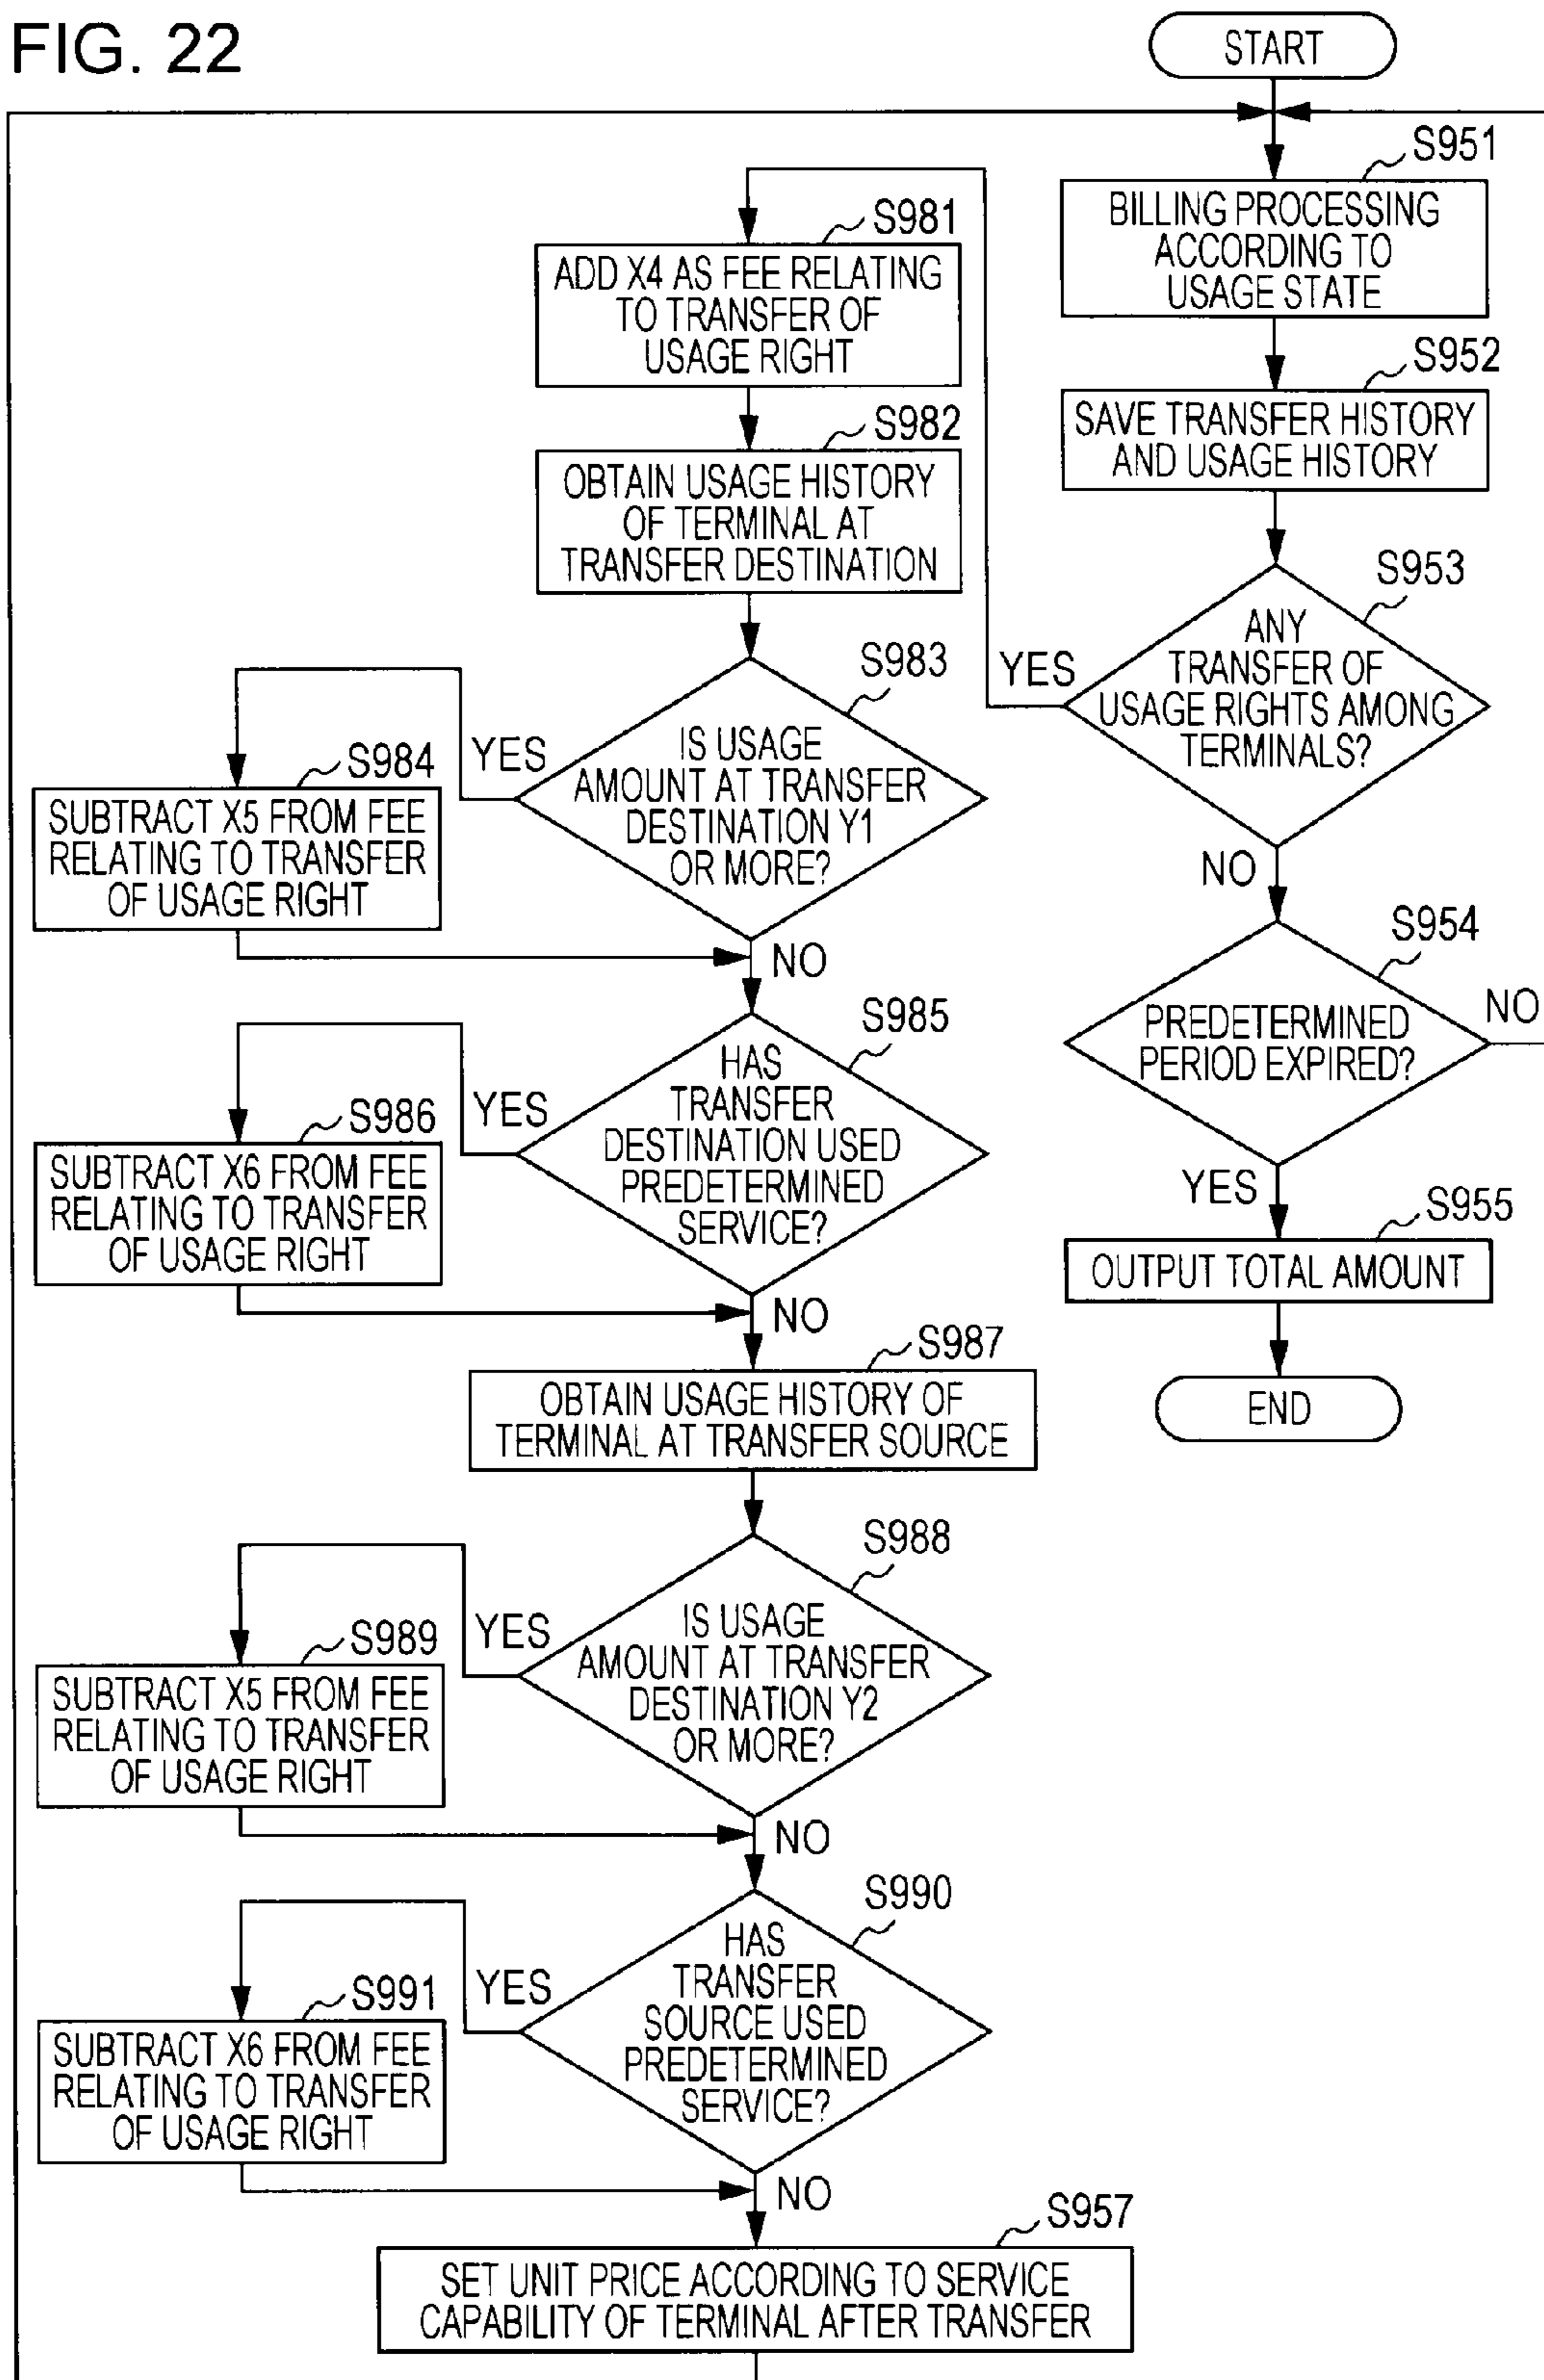 FIG. 22
START
S951
BILLING PROCESSING
ACCORDING TO
USAGE STATE
S952
SAVE TRANSFER HISTORY
AND USAGE HISTORY
S953
ANY
TRANSFER OF
USAGE RIGHTS AMONG
TERMINALS?
YES
NO
S954
PREDETERMINED
PERIOD EXPIRED?
NO
YES
S955
OUTPUT TOTAL AMOUNT
END
S981
ADD X4 AS FEE RELATING
TO TRANSFER OF
USAGE RIGHT
S982
OBTAIN USAGE HISTORY
OF TERMINAL AT
TRANSFER DESTINATION
S983
IS USAGE
AMOUNT AT TRANSFER
DESTINATION Y1
OR MORE?
YES
S984
SUBTRACT X5 FROM FEE
RELATING TO TRANSFER
OF USAGE RIGHT
NO
S985
HAS
TRANSFER
DESTINATION USED
PREDETERMINED
SERVICE?
YES
S986
SUBTRACT X6 FROM FEE
RELATING TO TRANSFER
OF USAGE RIGHT
NO
S987
OBTAIN USAGE HISTORY OF
TERMINAL AT TRANSFER SOURCE
S988
IS USAGE
AMOUNT AT TRANSFER
DESTINATION Y2
OR MORE?
YES
S989
SUBTRACT X5 FROM FEE
RELATING TO TRANSFER
OF USAGE RIGHT
NO
S990
HAS
TRANSFER
SOURCE USED
PREDETERMINED
SERVICE?
YES
S991
SUBTRACT X6 FROM FEE
RELATING TO TRANSFER
OF USAGE RIGHT
NO
S957
SET UNIT PRICE ACCORDING TO SERVICE
CAPABILITY OF TERMINAL AFTER TRANSFER